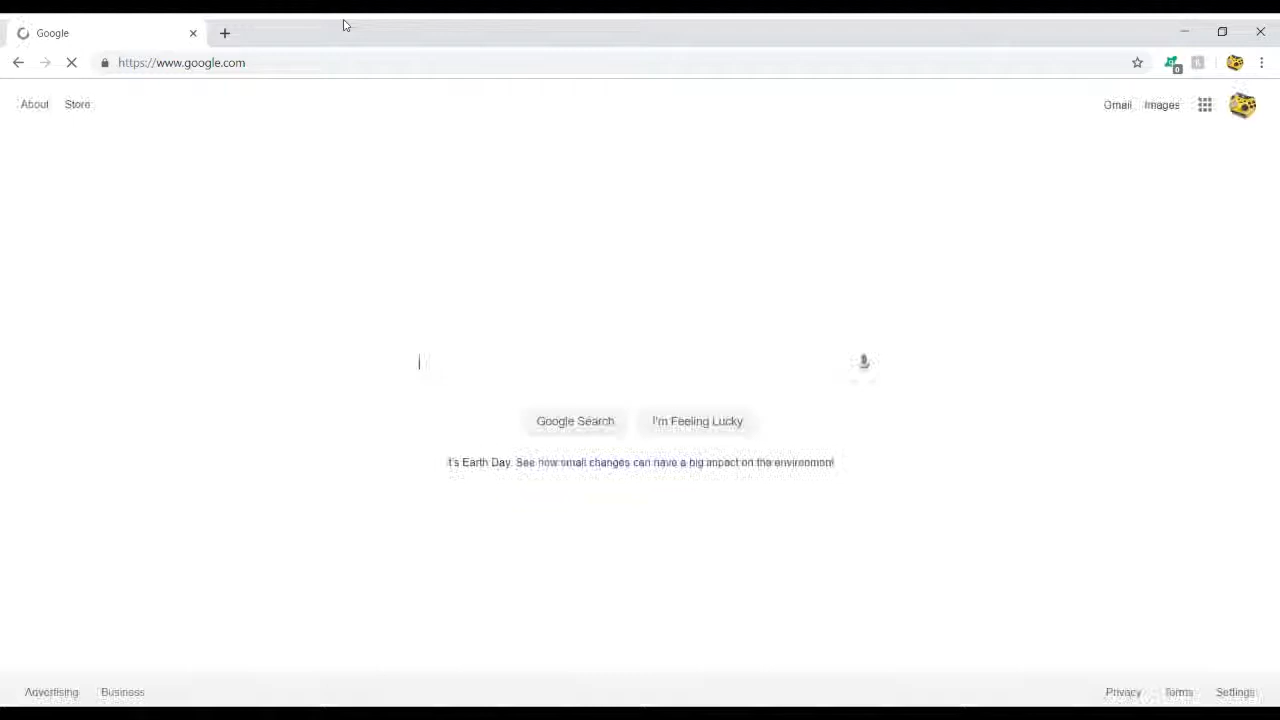 Google
https://www.google.com
0
About Store
Gmail Images
Google Search I'm Feeling Lucky
It's Earth Day. See how small changes can have a big impact on the environment
Advertising Business
Privacy Terms Settings